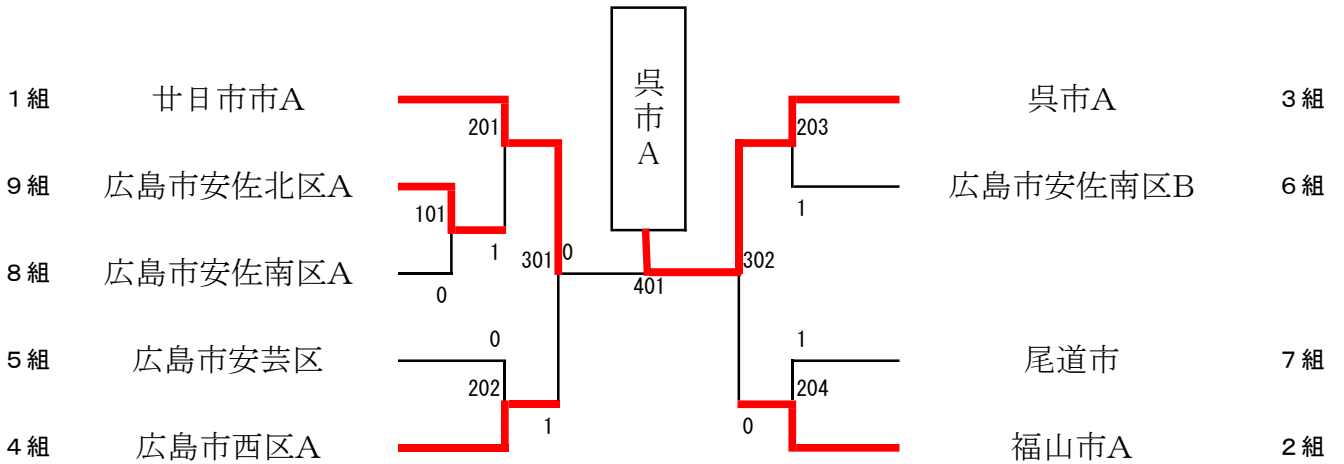 呉市A
1組 廿日市市A 201 203 呉市A 3組
9組 広島市安佐北区A 101 1 広島市安佐南区B 6組
8組 広島市安佐南区A 0 1 301 0 401 302
5組 広島市安芸区 0 202 1 1 204 尾道市 7組
4組 広島市西区A 0 福山市A 2組